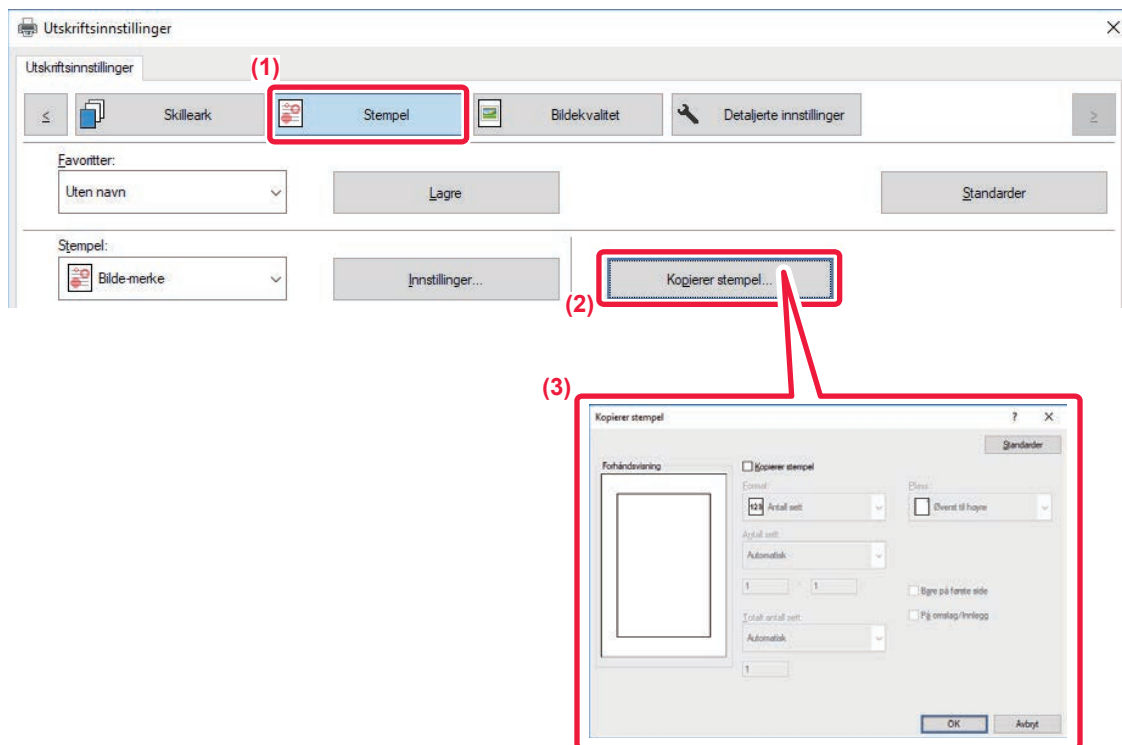 Utskriftsinnstillinger
Utskriftsinnstillinger
(1)
≤ Skilleark Stempel Bildekvalitet Detaljerte innstillinger ≥
Favoritter:
Uten navn Lagre Standarder
Stempel:
Bilde-merke Innstillinger... Kopierer stempel...
(2)
(3)
Kopierer stempel ? X
Standarder
Forhåndsvisning Kopierer stempel
Format: Plass:
123 Antall sett Øverst til høyre
Antall sett:
Automatisk
1 - 1 Bare på første side
På omslag/Innlegg
Totalt antall sett:
Automatisk
1
OK Avbryt